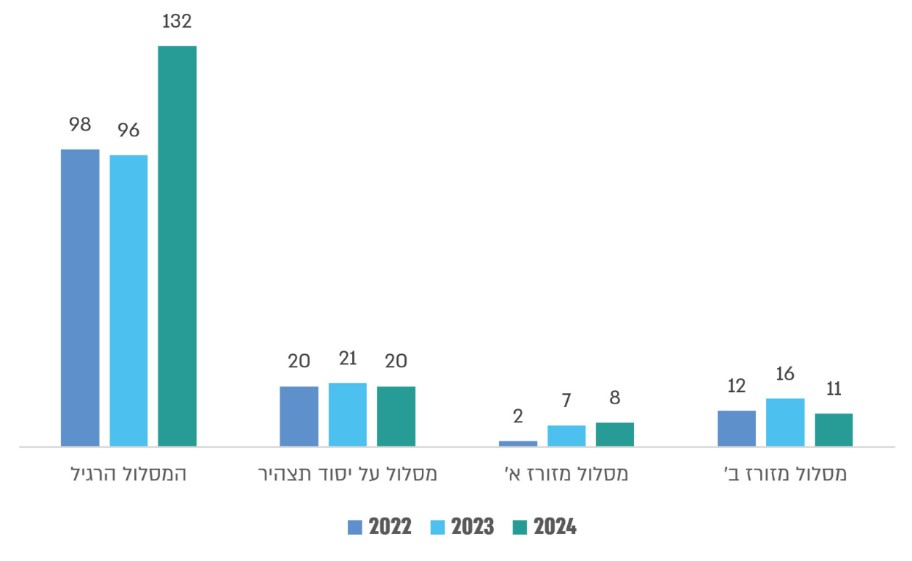 132
98 96
20 21 20
2 7 8
12 16 11
המסלול הרגיל
מסלול על יסוד תצהיר
מסלול מזורז א'
מסלול מזורז ב'
2022 2023 2024